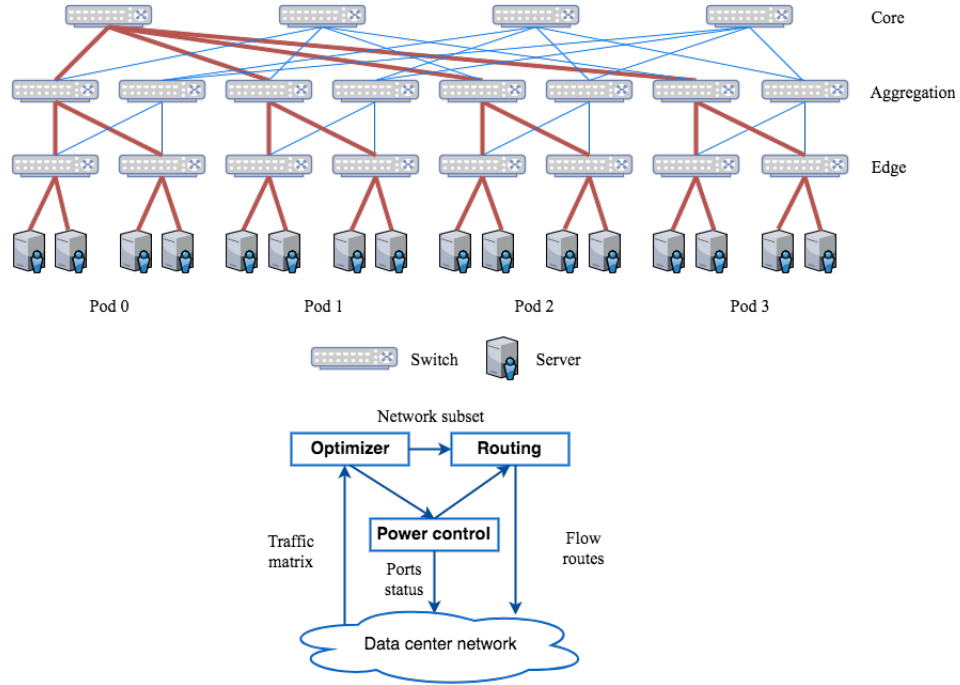 Core
Aggregation
Edge
Pod 0
Pod 1
Pod 2
Pod 3
Switch
Server
Network subset
Optimizer
Routing
Power control
Traffic
matrix
Ports
status
Flow
routes
Data center network